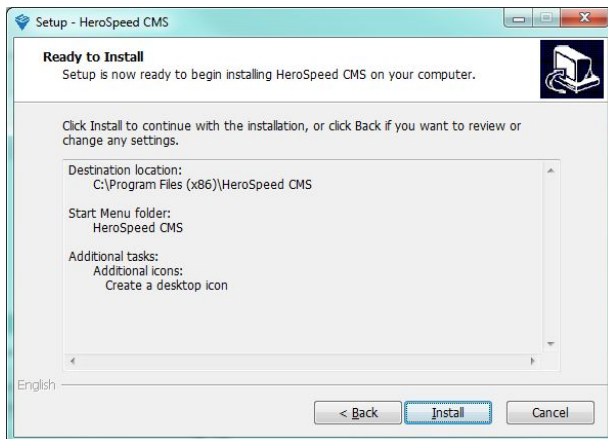 Setup - HeroSpeed CMS
Ready to Install
Setup is now ready to begin installing HeroSpeed CMS on your computer.
Click Install to continue with the installation, or click Back if you want to review or
change any settings.
Destination location:
C:\Program Files (x86)\HeroSpeed CMS
Start Menu folder:
HeroSpeed CMS
Additional tasks:
Additional icons:
Create a desktop icon
English
< Back
Install
Cancel